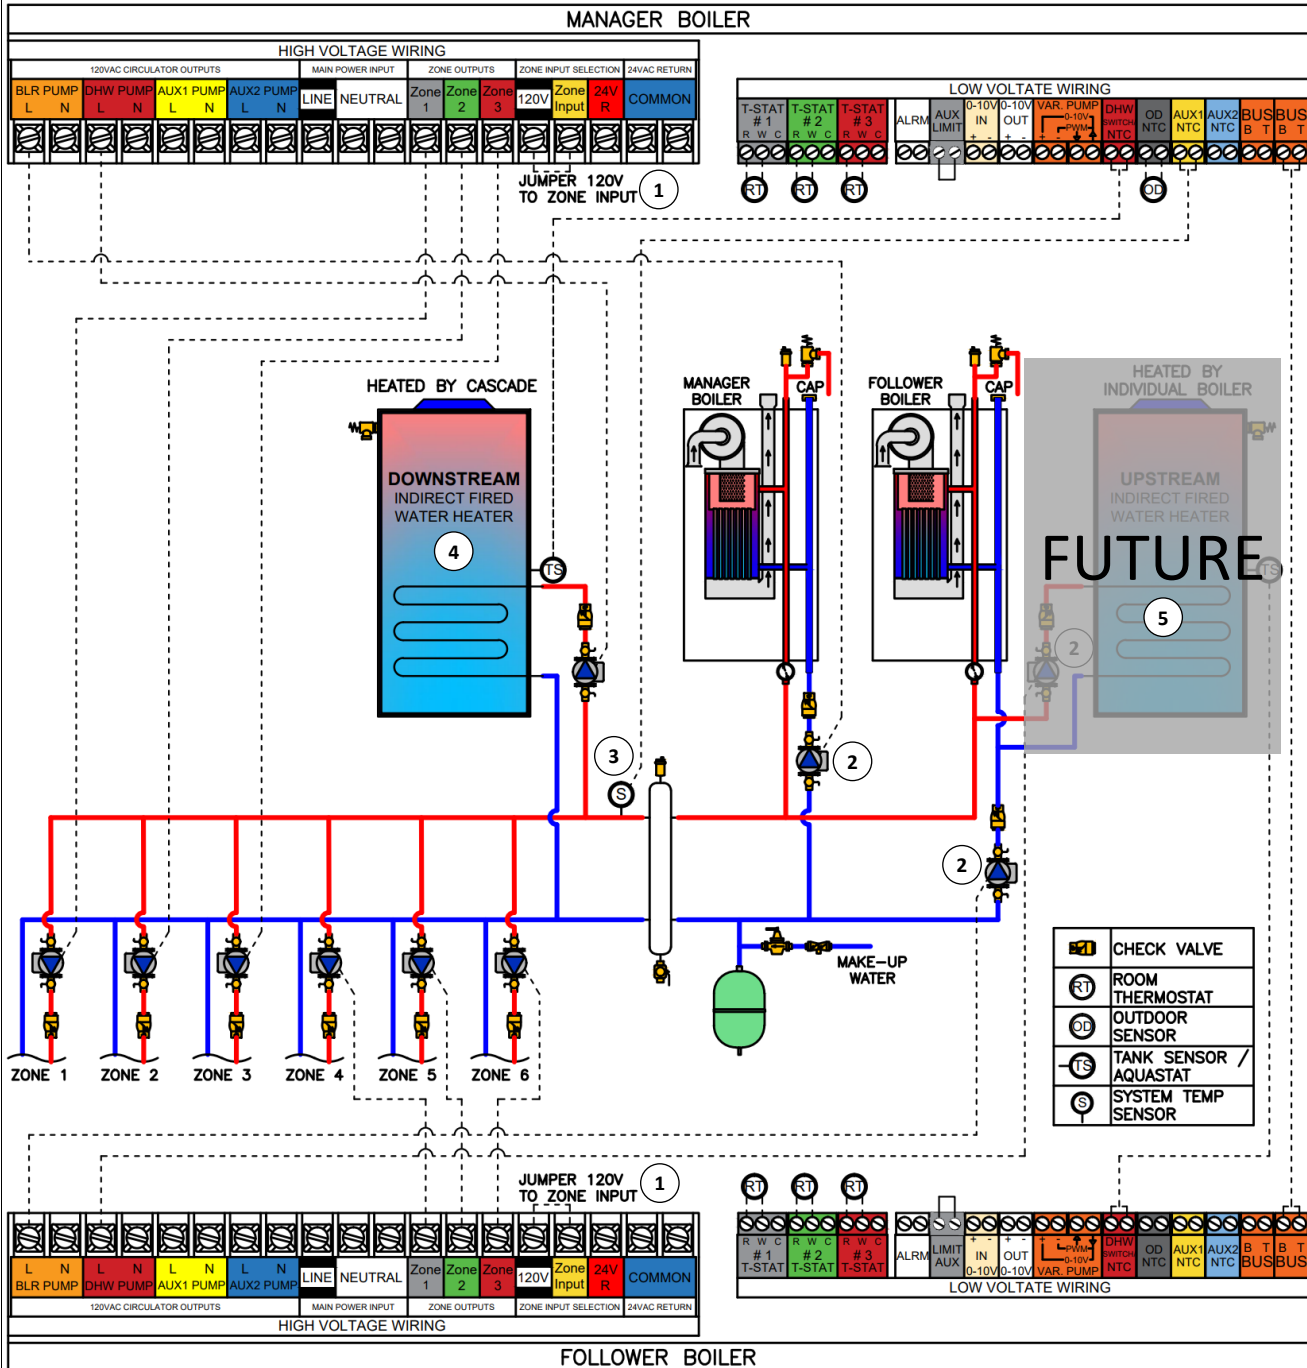 MANAGER BOILER
HIGH VOLTAGE WIRING
120VAC CIRCULATOR OUTPUTS MAIN POWER INPUT ZONE OUTPUTS ZONE INPUT SELECTION 24VAC RETURN
BLR PUMP DHW PUMP AUX1 PUMP AUX2 PUMP LINE NEUTRAL Zone 1 Zone 2 Zone 3 120V Zone Input 24V R COMMON
L N L N L N L N
LOW VOLTATE WIRING
T-STAT # 1 T-STAT # 2 T-STAT # 3 ALRM AUX LIMIT 0-10V IN 0-10V OUT VAR. PUMP 0-10V PWM DHW SWITCH/ NTC OD NTC AUX1 NTC AUX2 NTC BUS BUS
R W C R W C R W C + - + - + - B T B T
JUMPER 120V
TO ZONE INPUT 1
RT RT RT OD
HEATED BY CASCADE
MANAGER
BOILER
CAP
FOLLOWER
BOILER
CAP
HEATED BY
INDIVIDUAL BOILER
DOWNSTREAM
INDIRECT FIRED
WATER HEATER
4
TS
UPSTREAM
INDIRECT FIRED
WATER HEATER
FUTURE
TS
5
2
3
S
2
2
MAKE-UP
WATER
CHECK VALVE
RT ROOM
THERMOSTAT
OD OUTDOOR
SENSOR
TS TANK SENSOR /
AQUASTAT
S SYSTEM TEMP
SENSOR
ZONE 1 ZONE 2 ZONE 3 ZONE 4 ZONE 5 ZONE 6
JUMPER 120V
TO ZONE INPUT 1
RT RT RT
L N L N L N L N
BLR PUMP DHW PUMP AUX1 PUMP AUX2 PUMP LINE NEUTRAL Zone 1 Zone 2 Zone 3 120V Zone Input 24V R COMMON
120VAC CIRCULATOR OUTPUTS MAIN POWER INPUT ZONE OUTPUTS ZONE INPUT SELECTION 24VAC RETURN
HIGH VOLTAGE WIRING
R W C R W C R W C + - + - + - B T B T
# 1 T-STAT # 2 T-STAT # 3 T-STAT ALRM LIMIT AUX IN 0-10V OUT 0-10V PWM VAR. PUMP DHW SWITCH/ NTC OD NTC AUX1 NTC AUX2 NTC BUS BUS
LOW VOLTATE WIRING
FOLLOWER BOILER